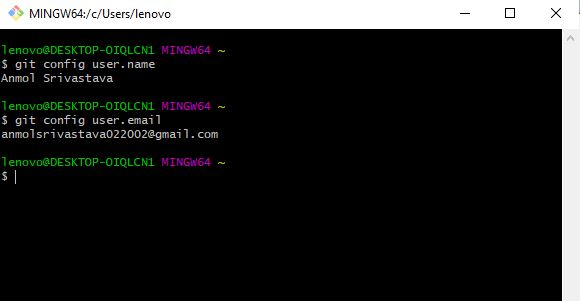 MINGW64:/c/Users/lenovo
lenovo@DESKTOP-OIQLCN1 MINGW64 ~
$ git config user.name
Anmol Srivastava
lenovo@DESKTOP-OIQLCN1 MINGW64 ~
$ git config user.email
anmolsrivastava022002@gmail.com
lenovo@DESKTOP-OIQLCN1 MINGW64 ~
$